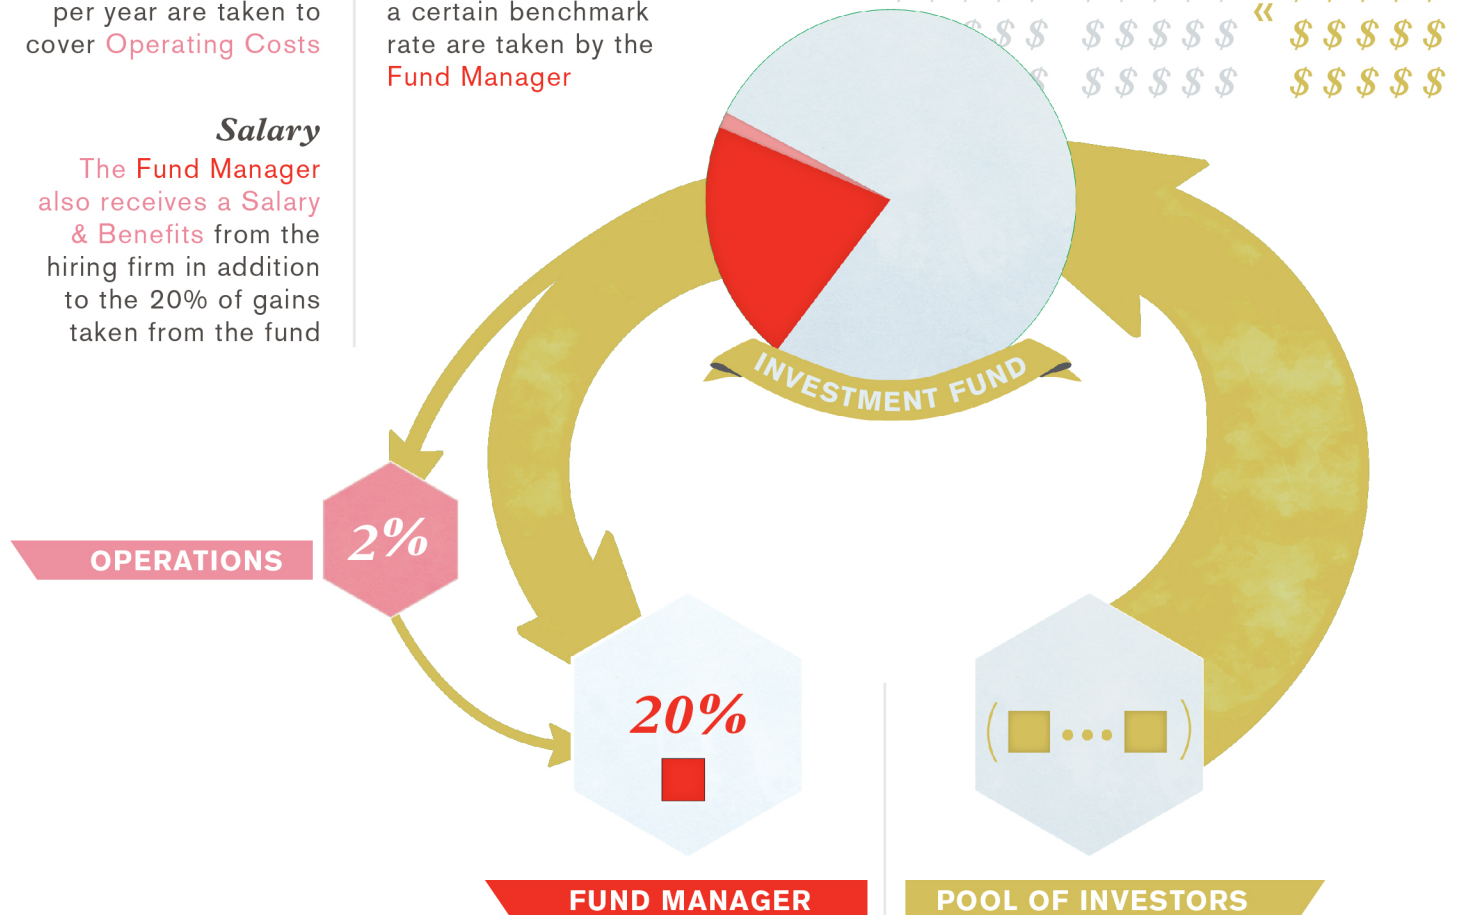 per year are taken to
cover Operating Costs
Salary
The Fund Manager
also receives a Salary
& Benefits from the
hiring firm in addition
to the 20% of gains
taken from the fund
a certain benchmark
rate are taken by the
Fund Manager
$ $ $ $ $ $ $ « $ $ $ $ $
$ $ $ $ $ $ $ $ $ $ $
INVESTMENT FUND
2%
OPERATIONS
20%
( ... )
FUND MANAGER
POOL OF INVESTORS